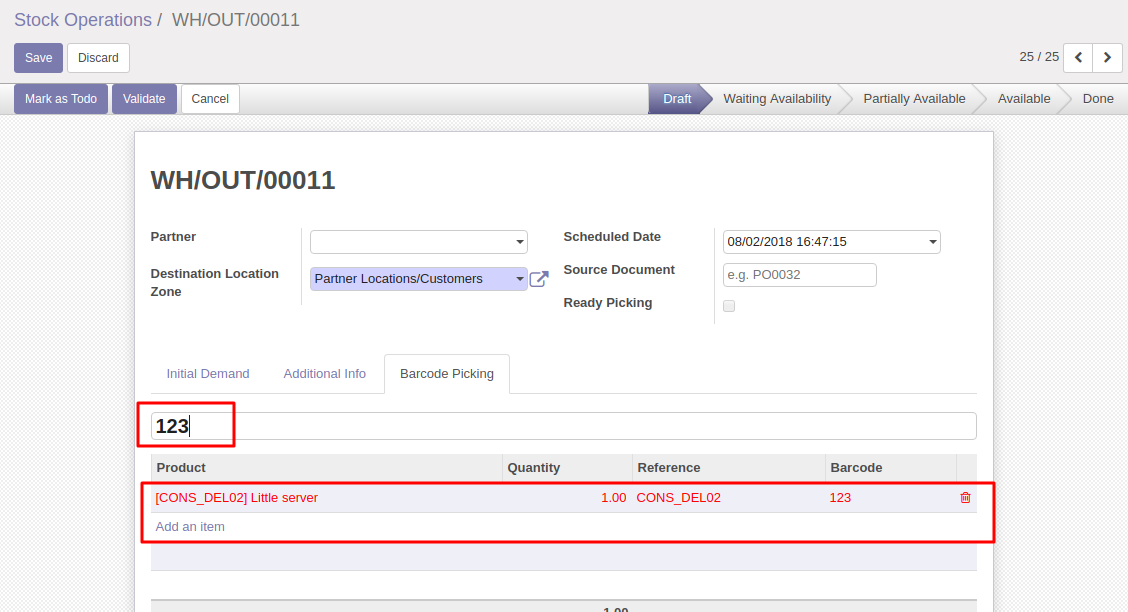 Stock Operations / WH/OUT/00011
Save Discard 25 / 25
Mark as Todo Validate Cancel Draft Waiting Availability Partially Available Available Done
WH/OUT/00011
Partner
Scheduled Date 08/02/2018 16:47:15
Destination Location Zone Partner Locations/Customers
Source Document e.g. PO0032
Ready Picking
Initial Demand Additional Info Barcode Picking
123
Product Quantity Reference Barcode
[CONS_DEL02] Little server 1.00 CONS_DEL02 123
Add an item
1.00